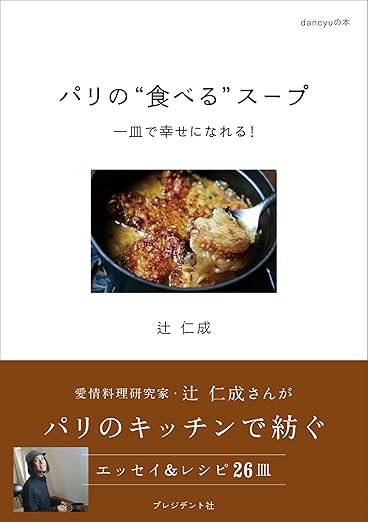 dancyuの本
パリの“食べる”スープ
一皿で幸せになれる!
辻 仁成
愛情料理研究家・辻 仁成さんが
パリのキッチンで紡ぐ
エッセイ&レシピ26皿
プレジデント社